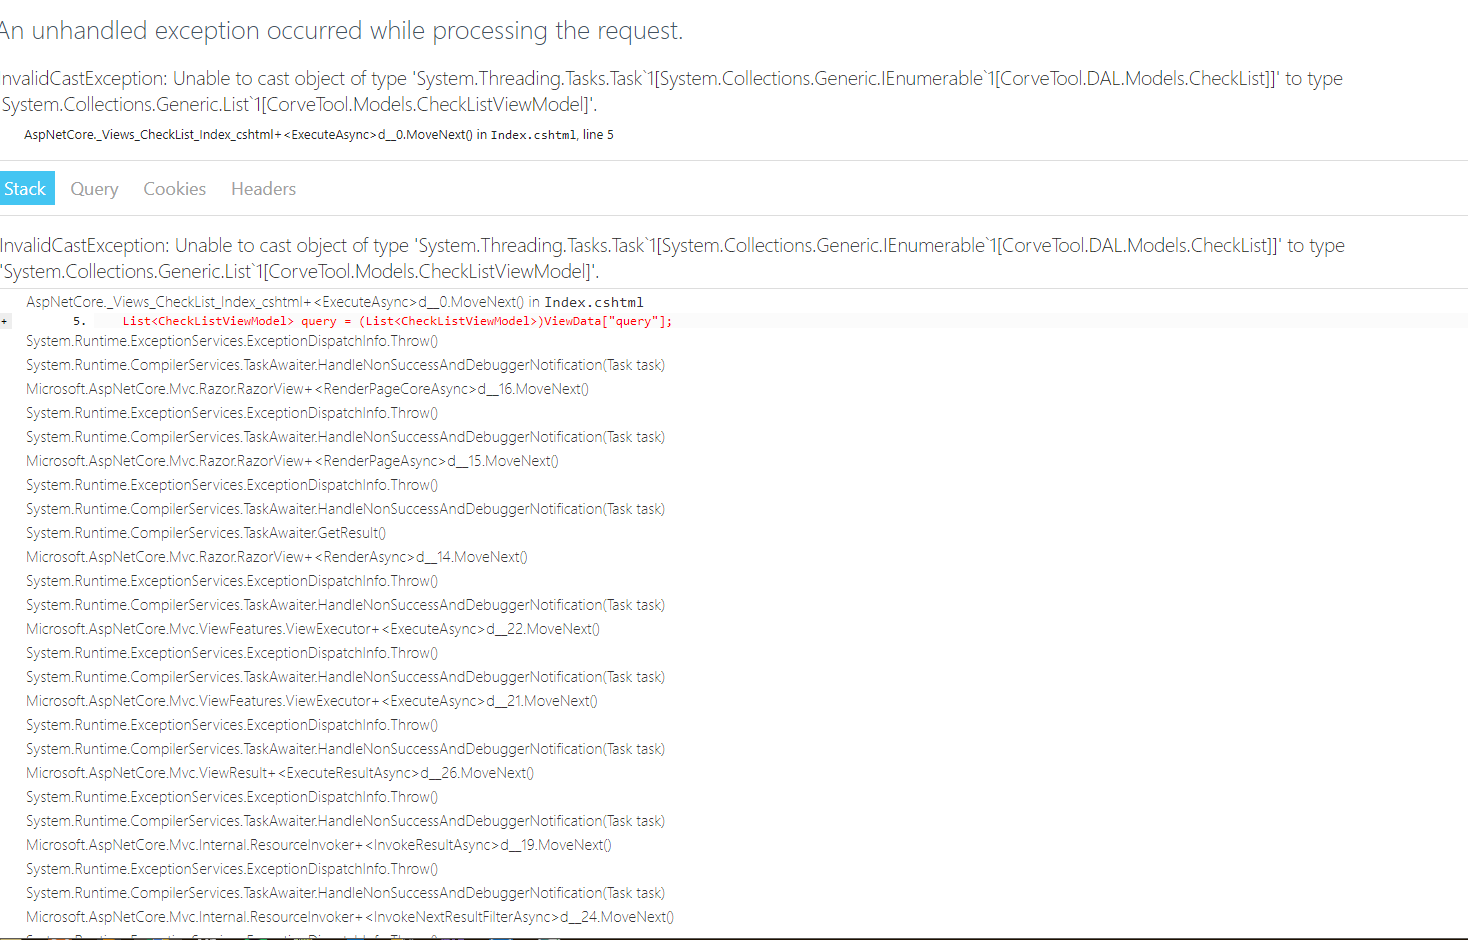 An unhandled exception occurred while processing the request.
nvalidCastException: Unable to cast object of type 'System.Threading.Tasks.Task`1[System.Collections.Generic.IEnumerable`1[CorveTool.DAL.Models.CheckList]]' to type
System.Collections.Generic.List`1[CorveTool.Models.CheckListViewModel]'.
AspNetCore._Views_CheckList_Index_cshtml+<ExecuteAsync>d__0.MoveNext() in Index.cshtml, line 5
Stack Query Cookies Headers
InvalidCastException: Unable to cast object of type 'System.Threading.Tasks.Task`1[System.Collections.Generic.IEnumerable`1[CorveTool.DAL.Models.CheckList]]' to type
'System.Collections.Generic.List`1[CorveTool.Models.CheckListViewModel]'.
AspNetCore._Views_CheckList_Index_cshtml+<ExecuteAsync>d__0.MoveNext() in Index.cshtml
+ 5. List<CheckListViewModel> query = (List<CheckListViewModel>)ViewData["query"];
System.Runtime.ExceptionServices.ExceptionDispatchInfo.Throw()
System.Runtime.CompilerServices.TaskAwaiter.HandleNonSuccessAndDebuggerNotification(Task task)
Microsoft.AspNetCore.Mvc.Razor.RazorView+<RenderPageCoreAsync>d__16.MoveNext()
System.Runtime.ExceptionServices.ExceptionDispatchInfo.Throw()
System.Runtime.CompilerServices.TaskAwaiter.HandleNonSuccessAndDebuggerNotification(Task task)
Microsoft.AspNetCore.Mvc.Razor.RazorView+<RenderPageAsync>d__15.MoveNext()
System.Runtime.ExceptionServices.ExceptionDispatchInfo.Throw()
System.Runtime.CompilerServices.TaskAwaiter.HandleNonSuccessAndDebuggerNotification(Task task)
System.Runtime.CompilerServices.TaskAwaiter.GetResult()
Microsoft.AspNetCore.Mvc.Razor.RazorView+<RenderAsync>d__14.MoveNext()
System.Runtime.ExceptionServices.ExceptionDispatchInfo.Throw()
System.Runtime.CompilerServices.TaskAwaiter.HandleNonSuccessAndDebuggerNotification(Task task)
Microsoft.AspNetCore.Mvc.ViewFeatures.ViewExecutor+<ExecuteAsync>d__22.MoveNext()
System.Runtime.ExceptionServices.ExceptionDispatchInfo.Throw()
System.Runtime.CompilerServices.TaskAwaiter.HandleNonSuccessAndDebuggerNotification(Task task)
Microsoft.AspNetCore.Mvc.ViewFeatures.ViewExecutor+<ExecuteAsync>d__21.MoveNext()
System.Runtime.ExceptionServices.ExceptionDispatchInfo.Throw()
System.Runtime.CompilerServices.TaskAwaiter.HandleNonSuccessAndDebuggerNotification(Task task)
Microsoft.AspNetCore.Mvc.ViewResult+<ExecuteResultAsync>d__26.MoveNext()
System.Runtime.ExceptionServices.ExceptionDispatchInfo.Throw()
System.Runtime.CompilerServices.TaskAwaiter.HandleNonSuccessAndDebuggerNotification(Task task)
Microsoft.AspNetCore.Mvc.Internal.ResourceInvoker+<InvokeResultAsync>d__19.MoveNext()
System.Runtime.ExceptionServices.ExceptionDispatchInfo.Throw()
System.Runtime.CompilerServices.TaskAwaiter.HandleNonSuccessAndDebuggerNotification(Task task)
Microsoft.AspNetCore.Mvc.Internal.ResourceInvoker+<InvokeNextResultFilterAsync>d__24.MoveNext()